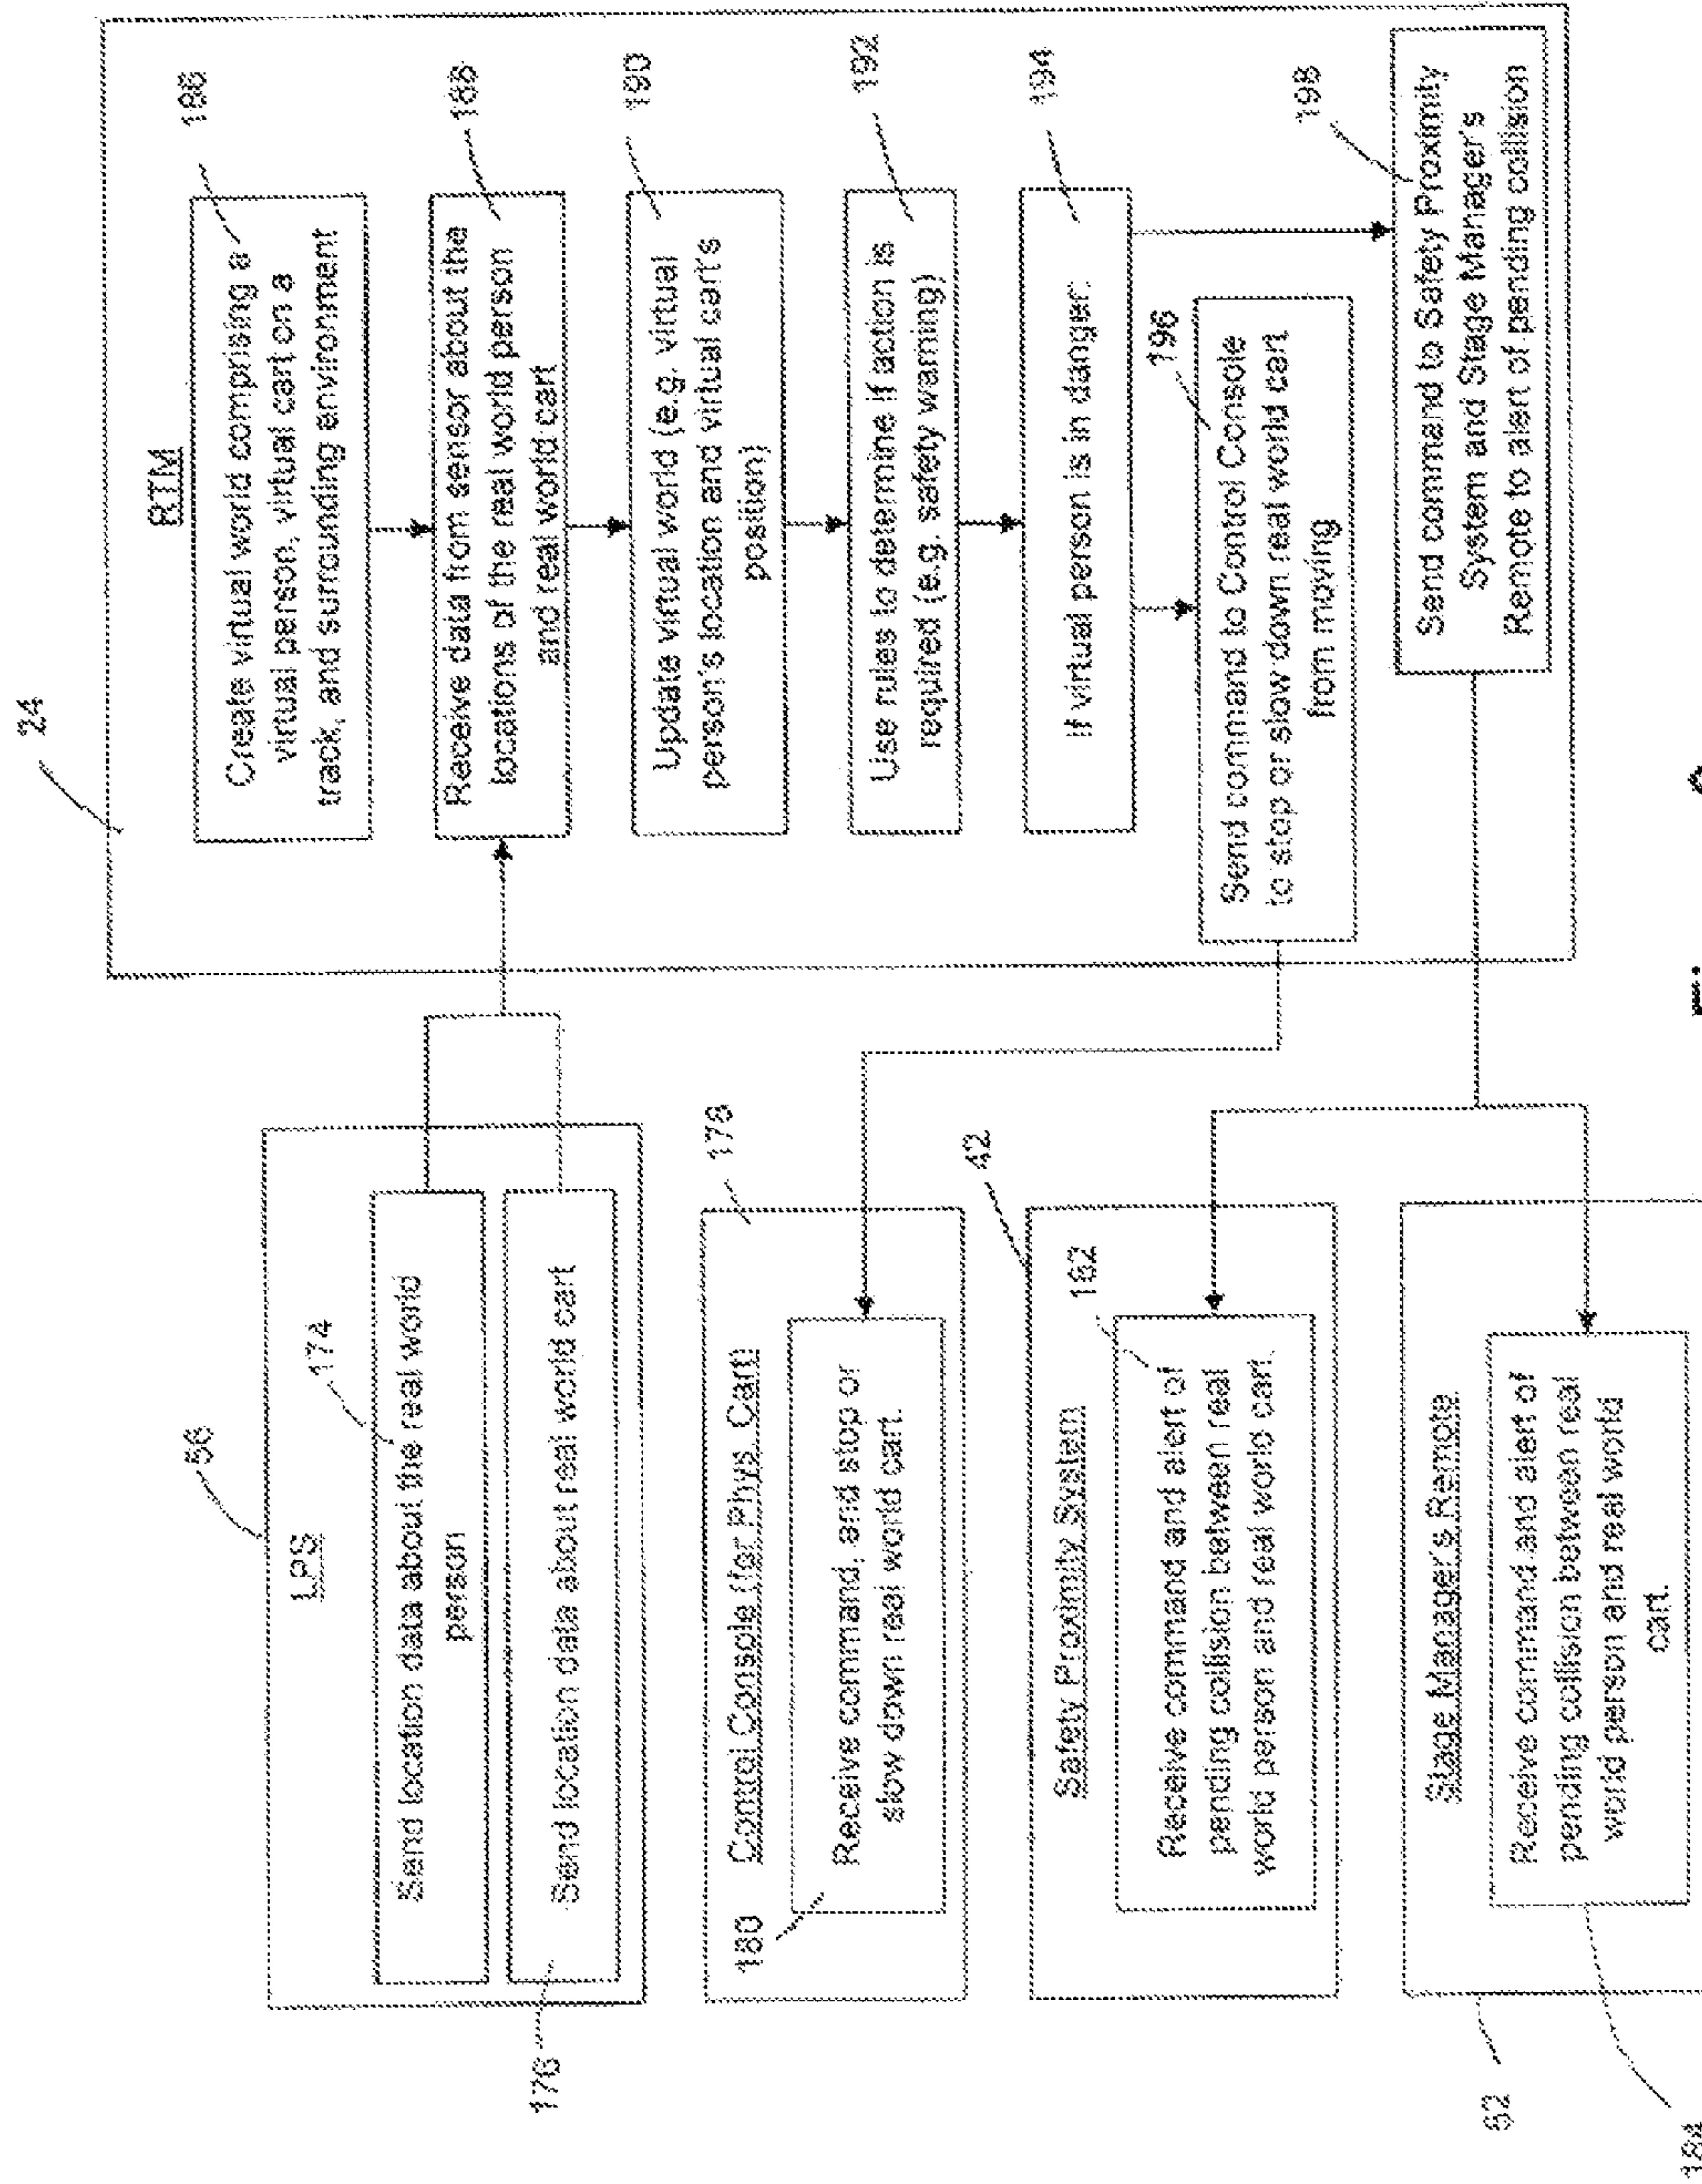 24
RTM
186
Create virtual world comprising a
virtual person, virtual cart on a
track, and surrounding environment
188
Receive data from sensor about the
locations of the real world person
and real world cart
190
Update virtual world (e.g. virtual
person's location and virtual cart's
position)
192
Use rules to determine if action is
required (e.g. safety warning)
194
If virtual person is in danger:
196
Send command to Control Console
to stop or slow down real world cart
from moving
198
Send command to Safety Proximity
System and Stage Manager's
Remote to alert of pending collision
56
LPS
174
Send location data about the real world
person
176
Send location data about real world cart
178
Control Console (for Phys. Cart)
180
Receive command, and stop or
slow down real world cart.
42
Safety Proximity System
182
Receive command and alert of
pending collision between real
world person and real world cart.
62
Stage Manager's Remote
184
Receive command and alert of
pending collision between real
world person and real world
cart.